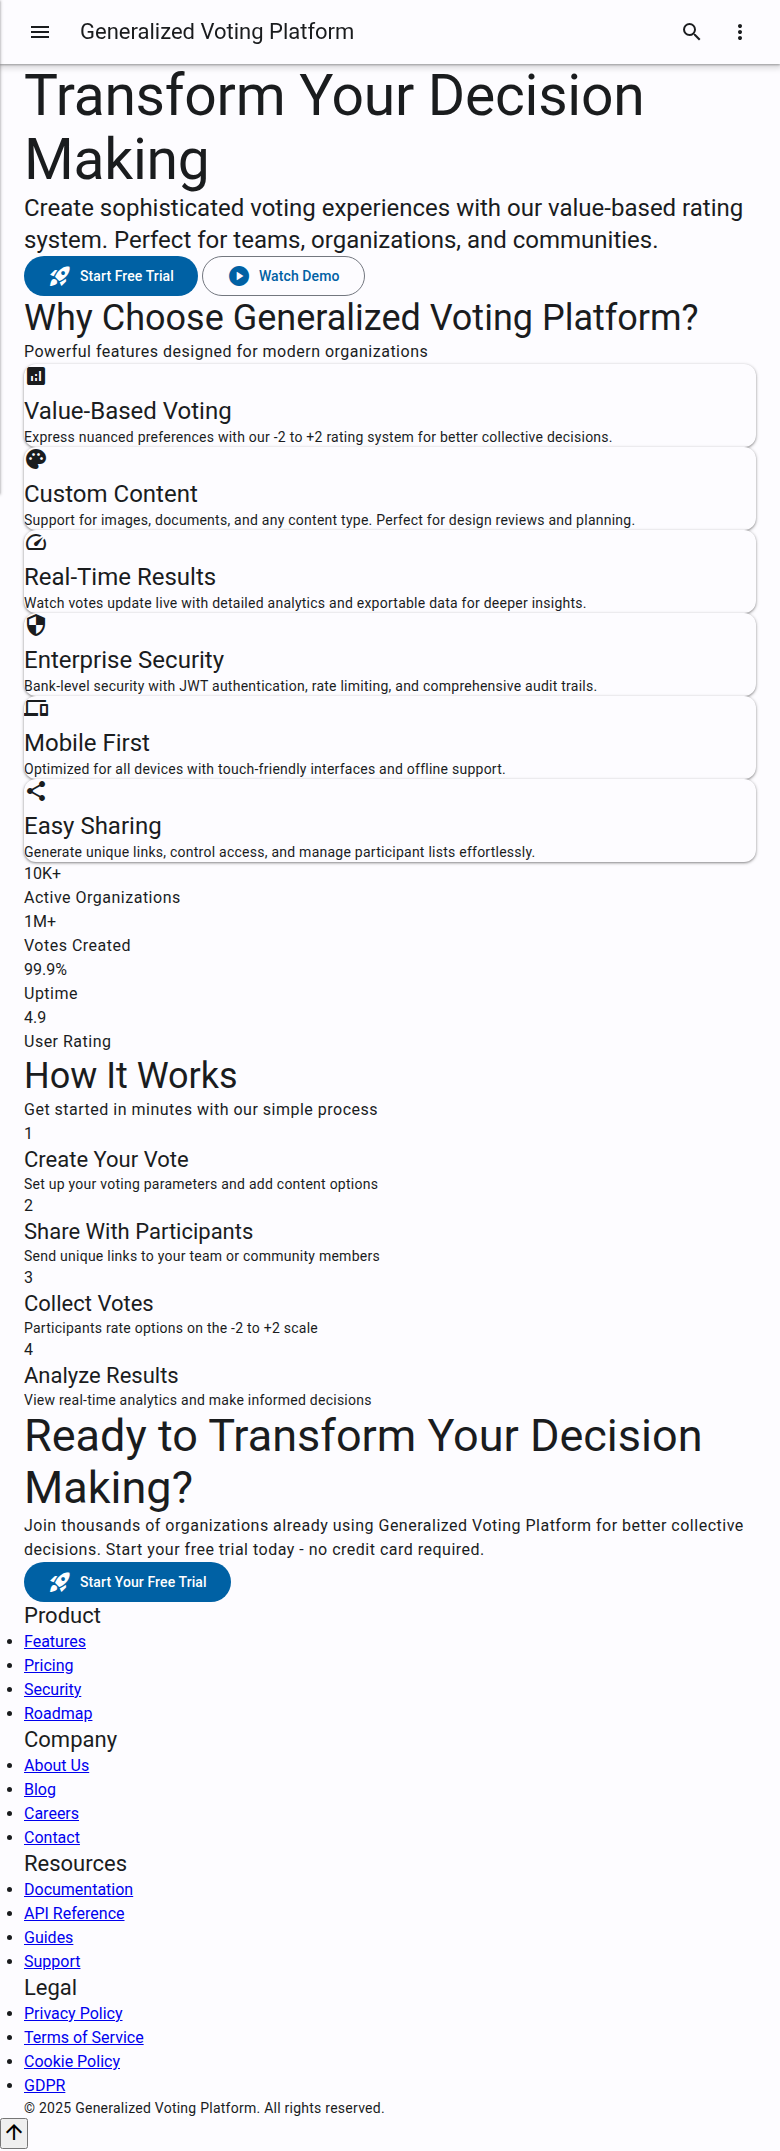 Generalized Voting Platform
Transform Your Decision
Making
Create sophisticated voting experiences with our value-based rating
system. Perfect for teams, organizations, and communities.
Start Free Trial Watch Demo
Why Choose Generalized Voting Platform?
Powerful features designed for modern organizations
Value-Based Voting
Express nuanced preferences with our -2 to +2 rating system for better collective decisions.
Custom Content
Support for images, documents, and any content type. Perfect for design reviews and planning.
Real-Time Results
Watch votes update live with detailed analytics and exportable data for deeper insights.
Enterprise Security
Bank-level security with JWT authentication, rate limiting, and comprehensive audit trails.
Mobile First
Optimized for all devices with touch-friendly interfaces and offline support.
Easy Sharing
Generate unique links, control access, and manage participant lists effortlessly.
10K+
Active Organizations
1M+
Votes Created
99.9%
Uptime
4.9
User Rating
How It Works
Get started in minutes with our simple process
1
Create Your Vote
Set up your voting parameters and add content options
2
Share With Participants
Send unique links to your team or community members
3
Collect Votes
Participants rate options on the -2 to +2 scale
4
Analyze Results
View real-time analytics and make informed decisions
Ready to Transform Your Decision
Making?
Join thousands of organizations already using Generalized Voting Platform for better collective
decisions. Start your free trial today - no credit card required.
Start Your Free Trial
Product
• Features
• Pricing
• Security
• Roadmap
Company
• About Us
• Blog
• Careers
• Contact
Resources
• Documentation
• API Reference
• Guides
• Support
Legal
• Privacy Policy
• Terms of Service
• Cookie Policy
• GDPR
© 2025 Generalized Voting Platform. All rights reserved.